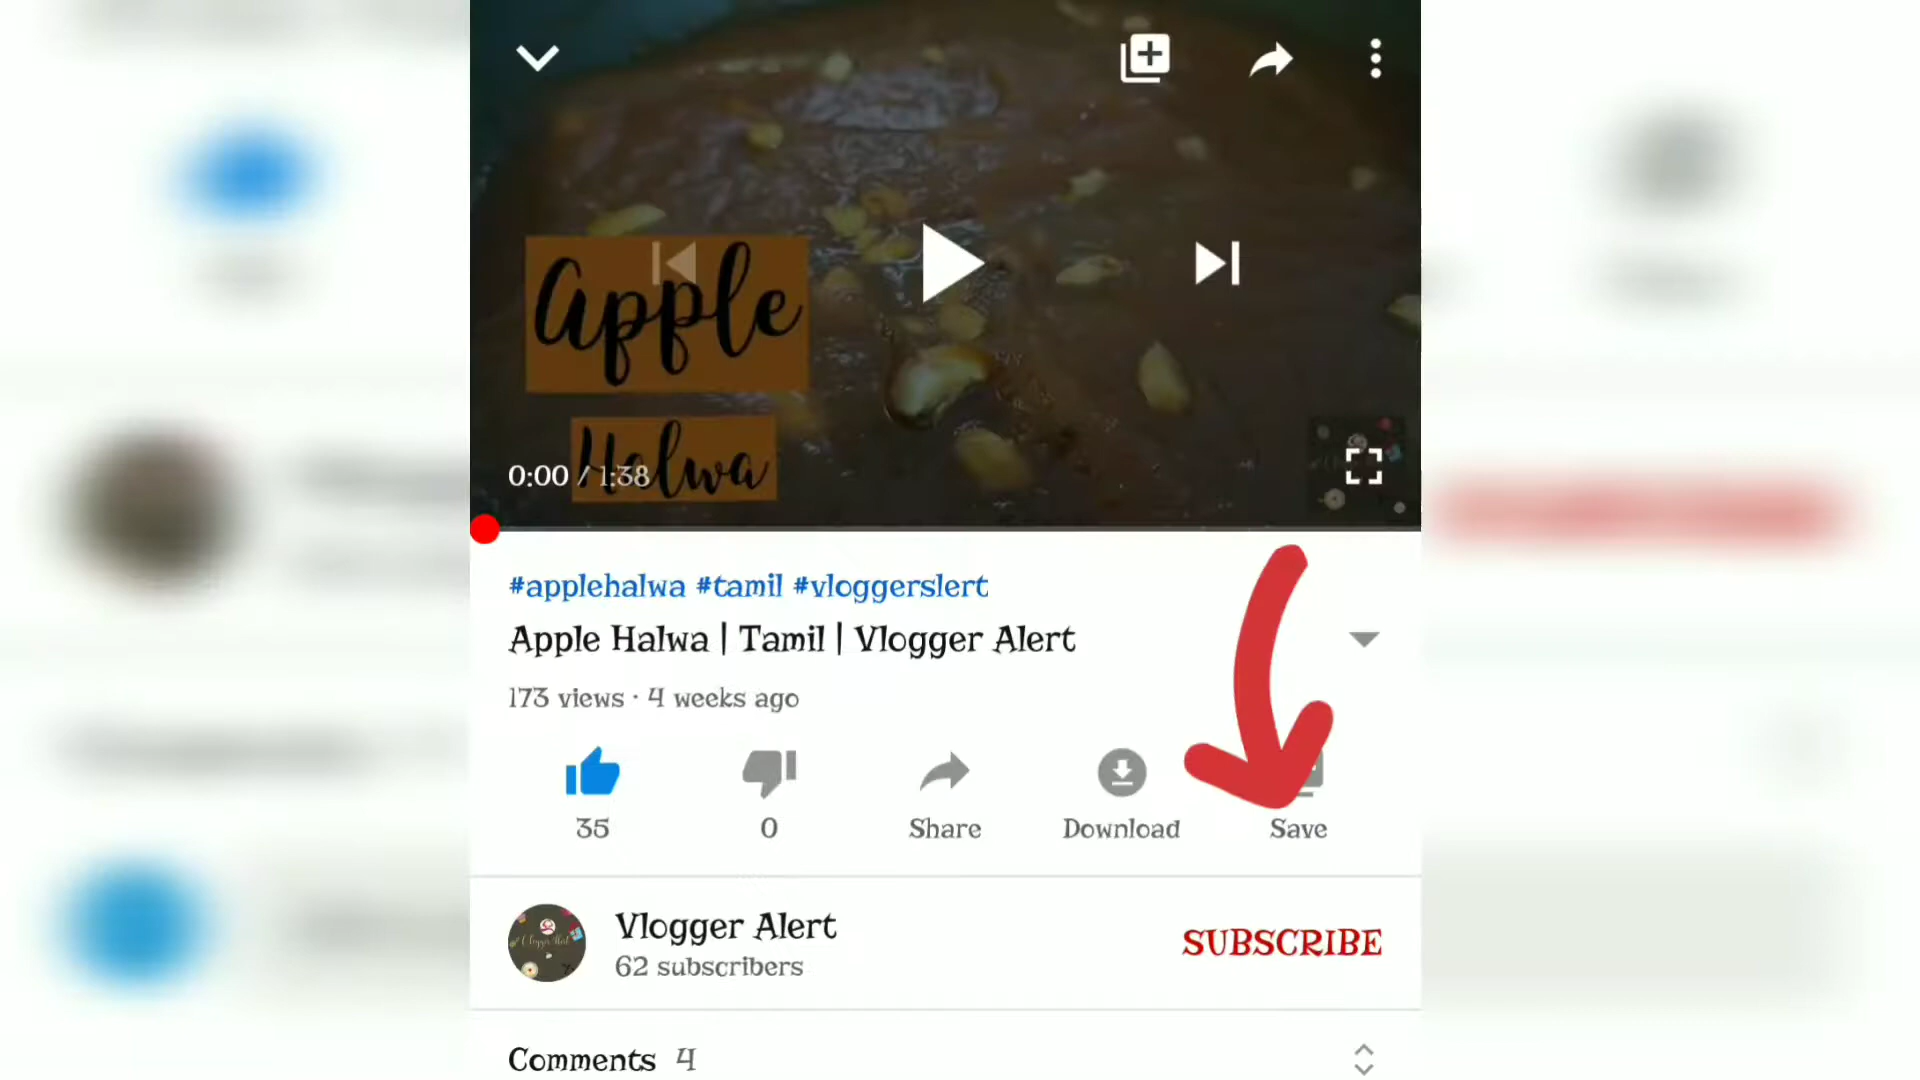 Apple
Halwa
0:00 / 1:38
#applehalwa #tamil #vloggerslert
Apple Halwa | Tamil | Vlogger Alert
173 views · 4 weeks ago
35
0
Share
Download
Save
Vlogger Alert
62 subscribers
SUBSCRIBE
Comments 4